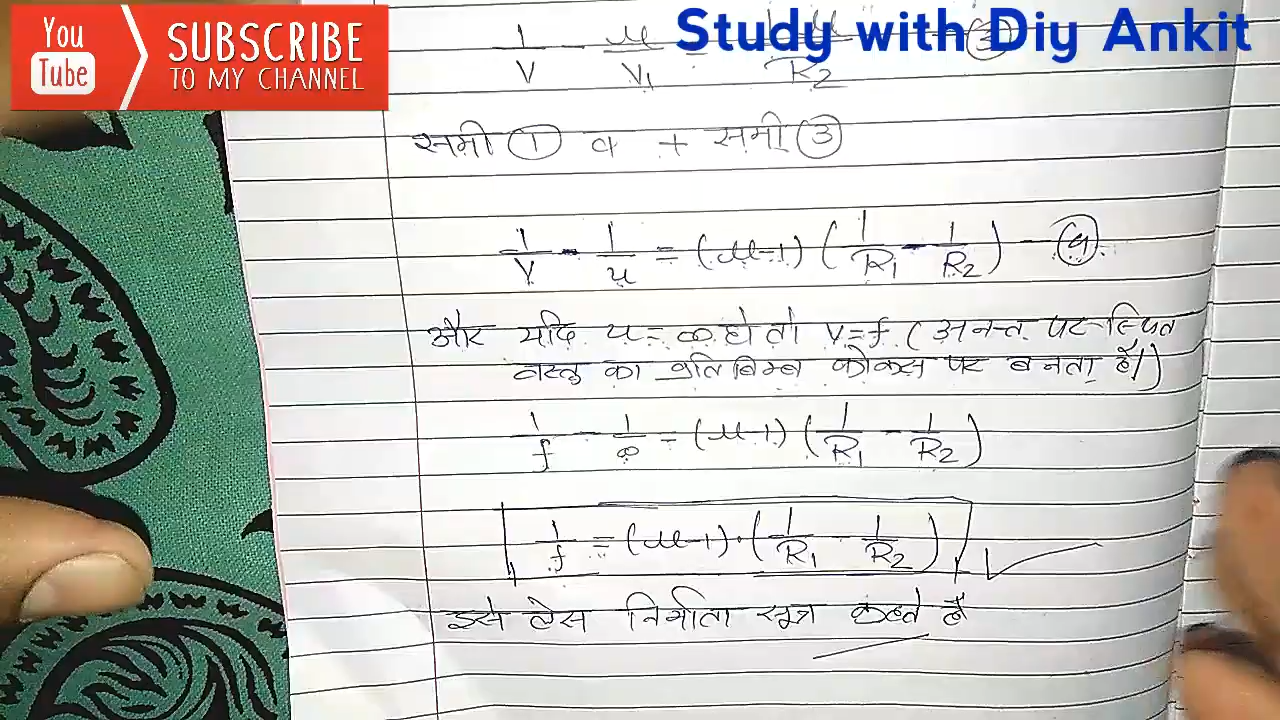 You Tube
SUBSCRIBE
TO MY CHANNEL
Study with Diy Ankit
1/V - μ/V₁ = /R₂ - ③
समी ① व + समी ③
1/V - 1/u = (μ-1) (1/R₁ - 1/R₂) - ④
और यदि u = ∞ हो तो V=f ( अनन्त पर स्थित
वस्तु का प्रतिबिम्ब फोकस पर बनता है।)
1/f - 1/∞ = (μ-1) (1/R₁ - 1/R₂)
1/f = (μ-1)·(1/R₁ - 1/R₂)
इसे लेंस निर्माता सूत्र कहते है